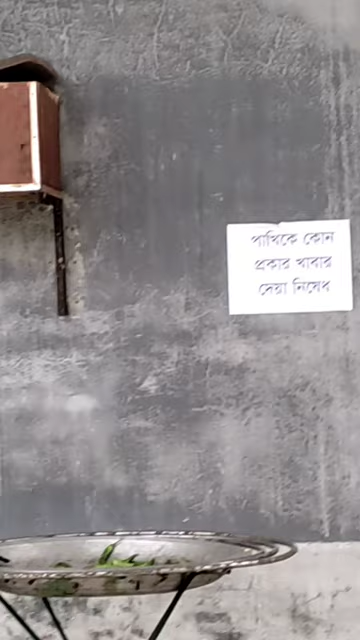 পাখিকে কোন
প্রকার খাবার
দেয়া নিষেধ